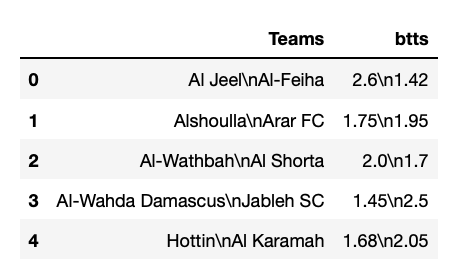 Teams btts
0 Al Jeel\nAl-Feiha 2.6\n1.42
1 Alshoulla\nArar FC 1.75\n1.95
2 Al-Wathbah\nAl Shorta 2.0\n1.7
3 Al-Wahda Damascus\nJableh SC 1.45\n2.5
4 Hottin\nAl Karamah 1.68\n2.05